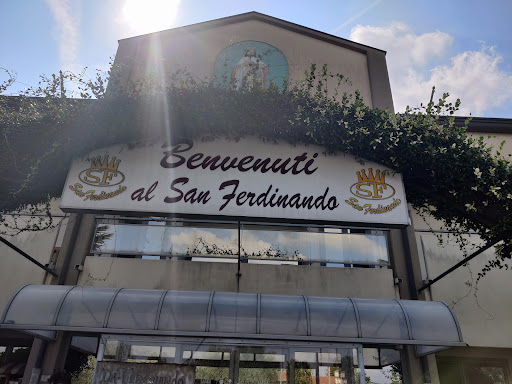 Benvenuti
al San Ferdinando
SF
San Ferdinando
SF
San Ferdinando